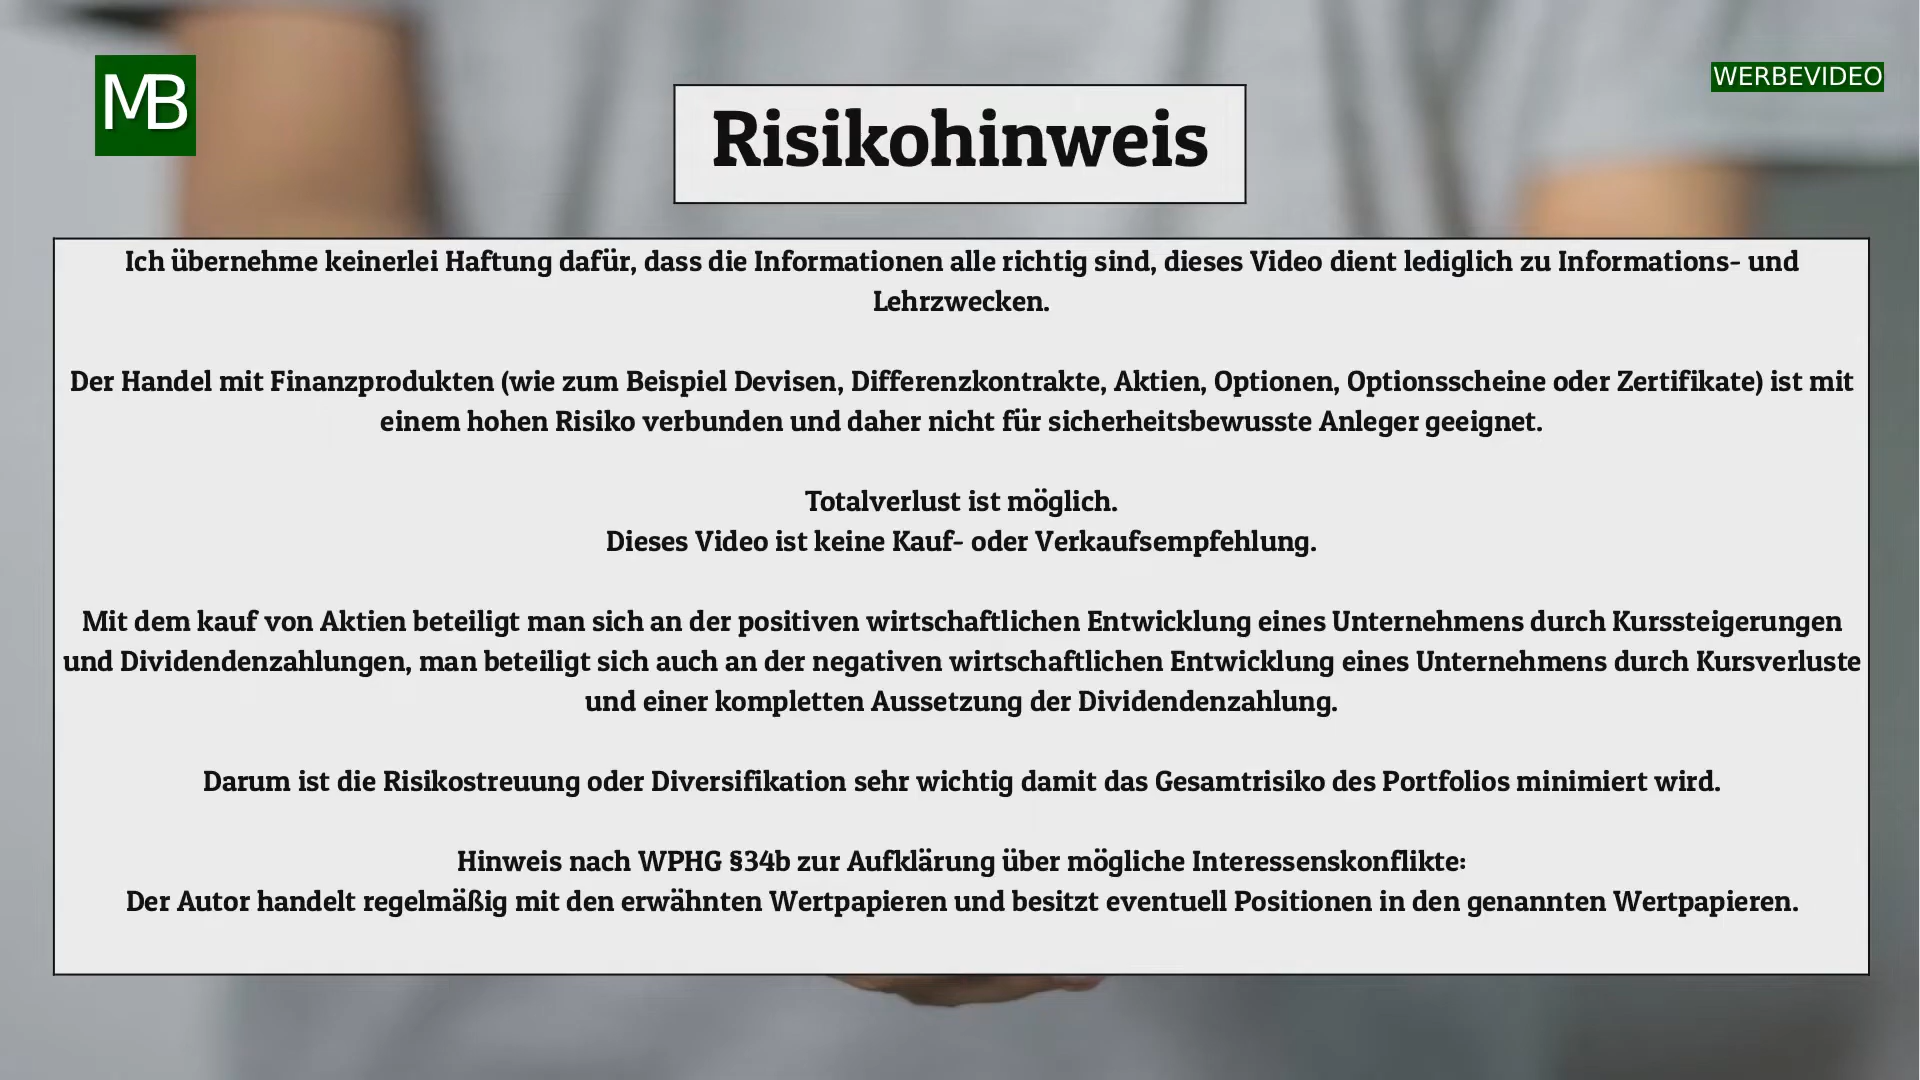 MB
WERBEVIDEO
Risikohinweis
Ich übernehme keinerlei Haftung dafür, dass die Informationen alle richtig sind, dieses Video dient lediglich zu Informations- und
Lehrzwecken.
Der Handel mit Finanzprodukten (wie zum Beispiel Devisen, Differenzkontrakte, Aktien, Optionen, Optionsscheine oder Zertifikate) ist mit
einem hohen Risiko verbunden und daher nicht für sicherheitsbewusste Anleger geeignet.
Totalverlust ist möglich.
Dieses Video ist keine Kauf- oder Verkaufsempfehlung.
Mit dem kauf von Aktien beteiligt man sich an der positiven wirtschaftlichen Entwicklung eines Unternehmens durch Kurssteigerungen
und Dividendenzahlungen, man beteiligt sich auch an der negativen wirtschaftlichen Entwicklung eines Unternehmens durch Kursverluste
und einer kompletten Aussetzung der Dividendenzahlung.
Darum ist die Risikostreuung oder Diversifikation sehr wichtig damit das Gesamtrisiko des Portfolios minimiert wird.
Hinweis nach WPHG §34b zur Aufklärung über mögliche Interessenskonflikte:
Der Autor handelt regelmäßig mit den erwähnten Wertpapieren und besitzt eventuell Positionen in den genannten Wertpapieren.